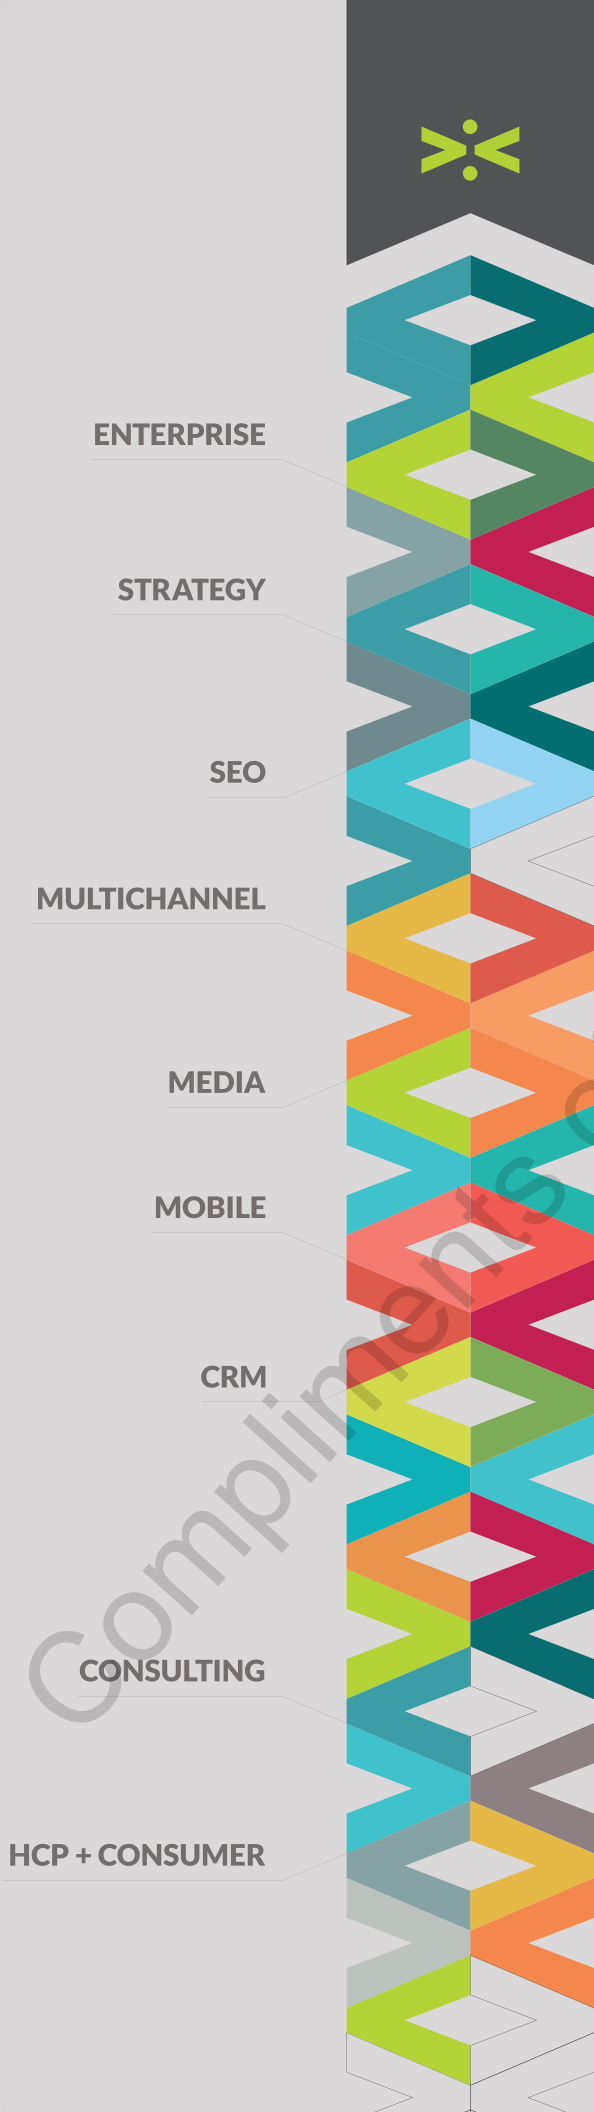 ENTERPRISE
STRATEGY
SEO
MULTICHANNEL
MEDIA
MOBILE
CRM
CONSULTING
HCP + CONSUMER
Compliments